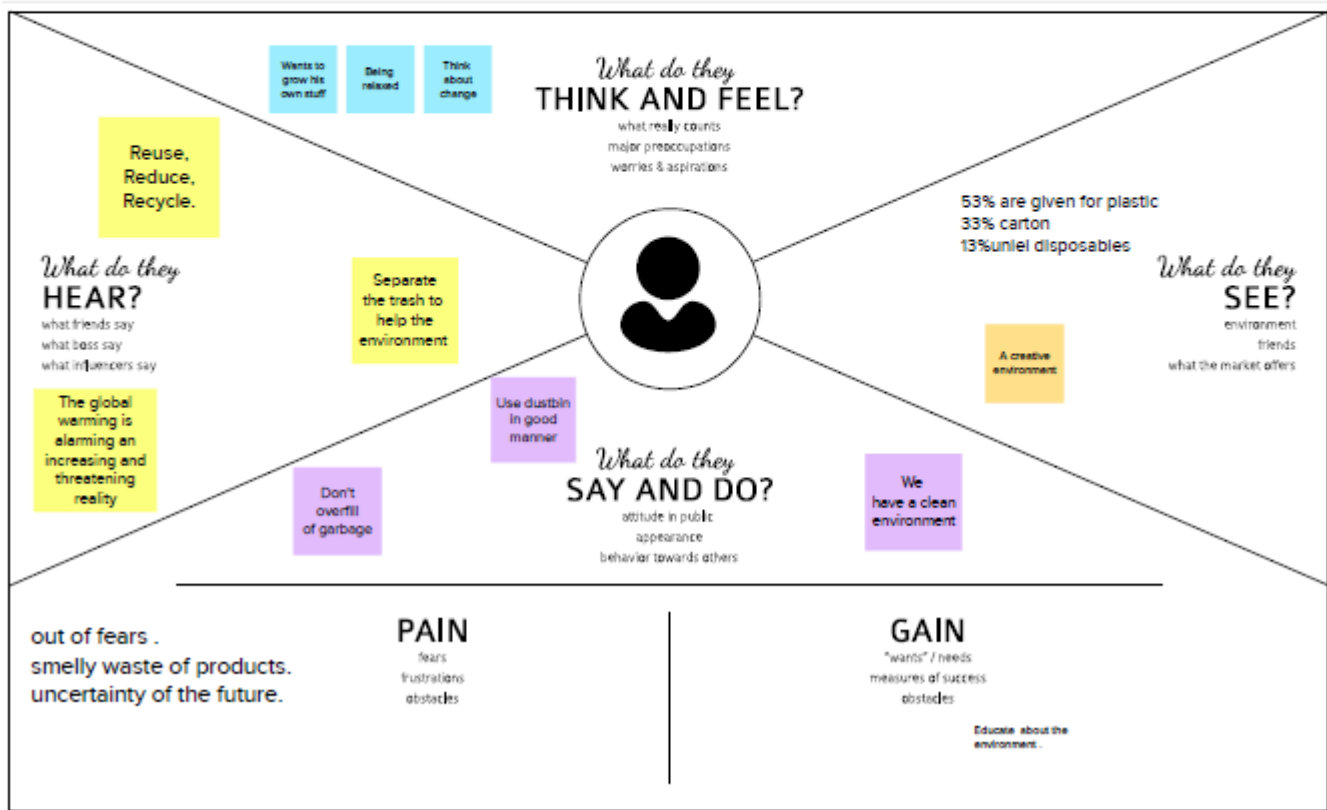 Wants to
grow his
own stuff
Being
relaxed
Think
about
change
What do they
THINK AND FEEL?
what really counts
major preoccupations
worries & aspirations
Reuse,
Reduce,
Recycle.
What do they
HEAR?
what friends say
what boss say
what influencers say
Separate
the trash to
help the
environment
The global
warming is
alarming an
increasing and
threatening
reality
53% are given for plastic
33% carton
13%uniel disposables
What do they
SEE?
environment
friends
what the market offers
A creative
environment
Use dustbin
in good
manner
Don't
overfill
of garbage
What do they
SAY AND DO?
attitude in public
appearance
behavior towards others
We
have a clean
environment
out of fears .
smelly waste of products.
uncertainty of the future.
PAIN
fears
frustrations
obstacles
GAIN
"wants" / needs
measures of success
obstacles
Educate about the
environment .